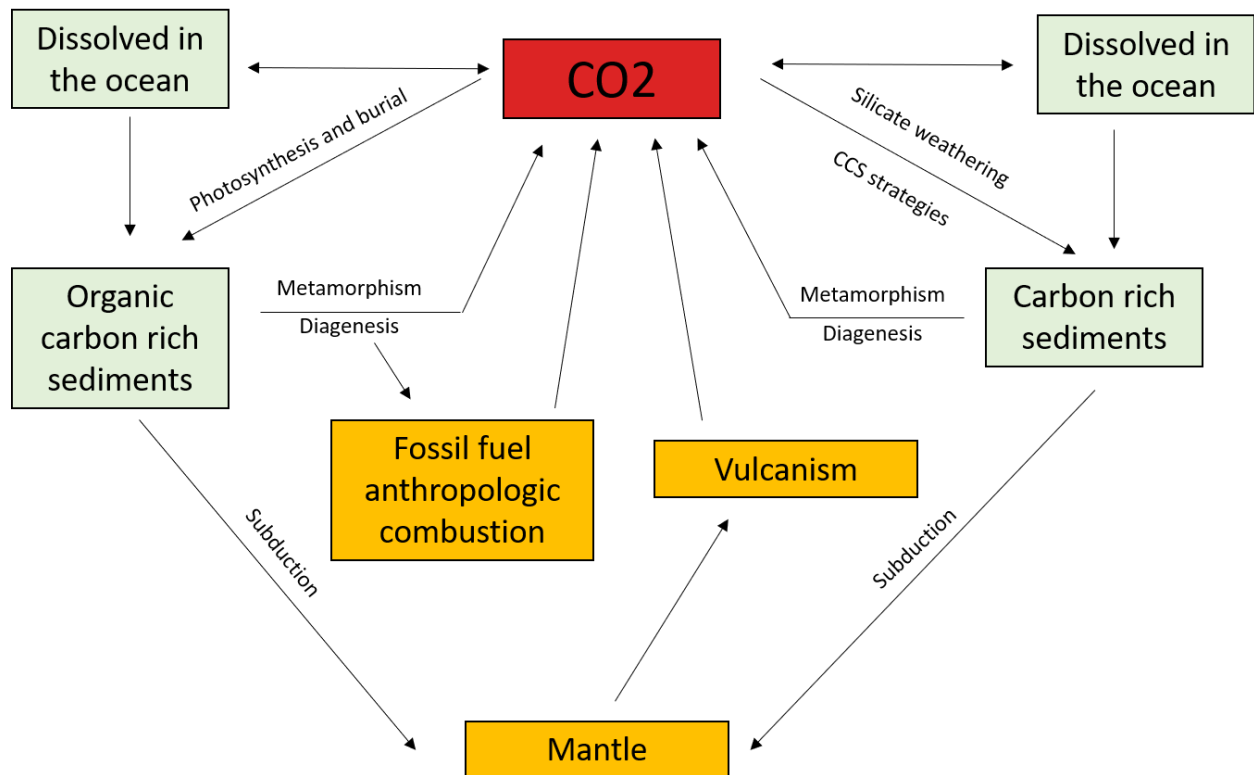 Dissolved in
the ocean
CO2
Dissolved in
the ocean
Photosynthesis and burial
Silicate weathering
CCS strategies
Organic
carbon rich
sediments
Metamorphism
Diagenesis
Metamorphism
Diagenesis
Carbon rich
sediments
Fossil fuel
anthropologic
combustion
Vulcanism
Subduction
Subduction
Mantle